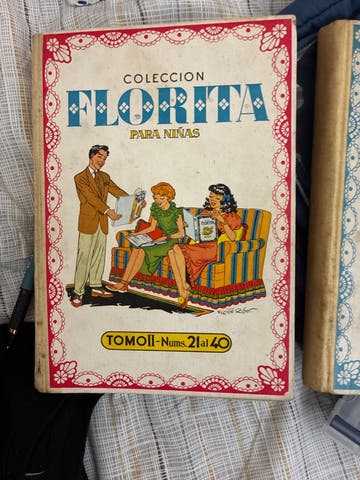 COLECCION
FLORITA
PARA NIÑAS
TOMO II - Nums. 21 al 40